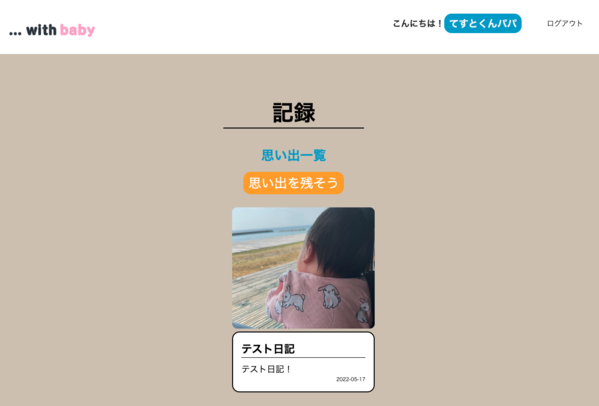 ... with baby
こんにちは！てすとくんパパ
ログアウト
記録
思い出一覧
思い出を残そう
テスト日記
テスト日記！
2022-05-17